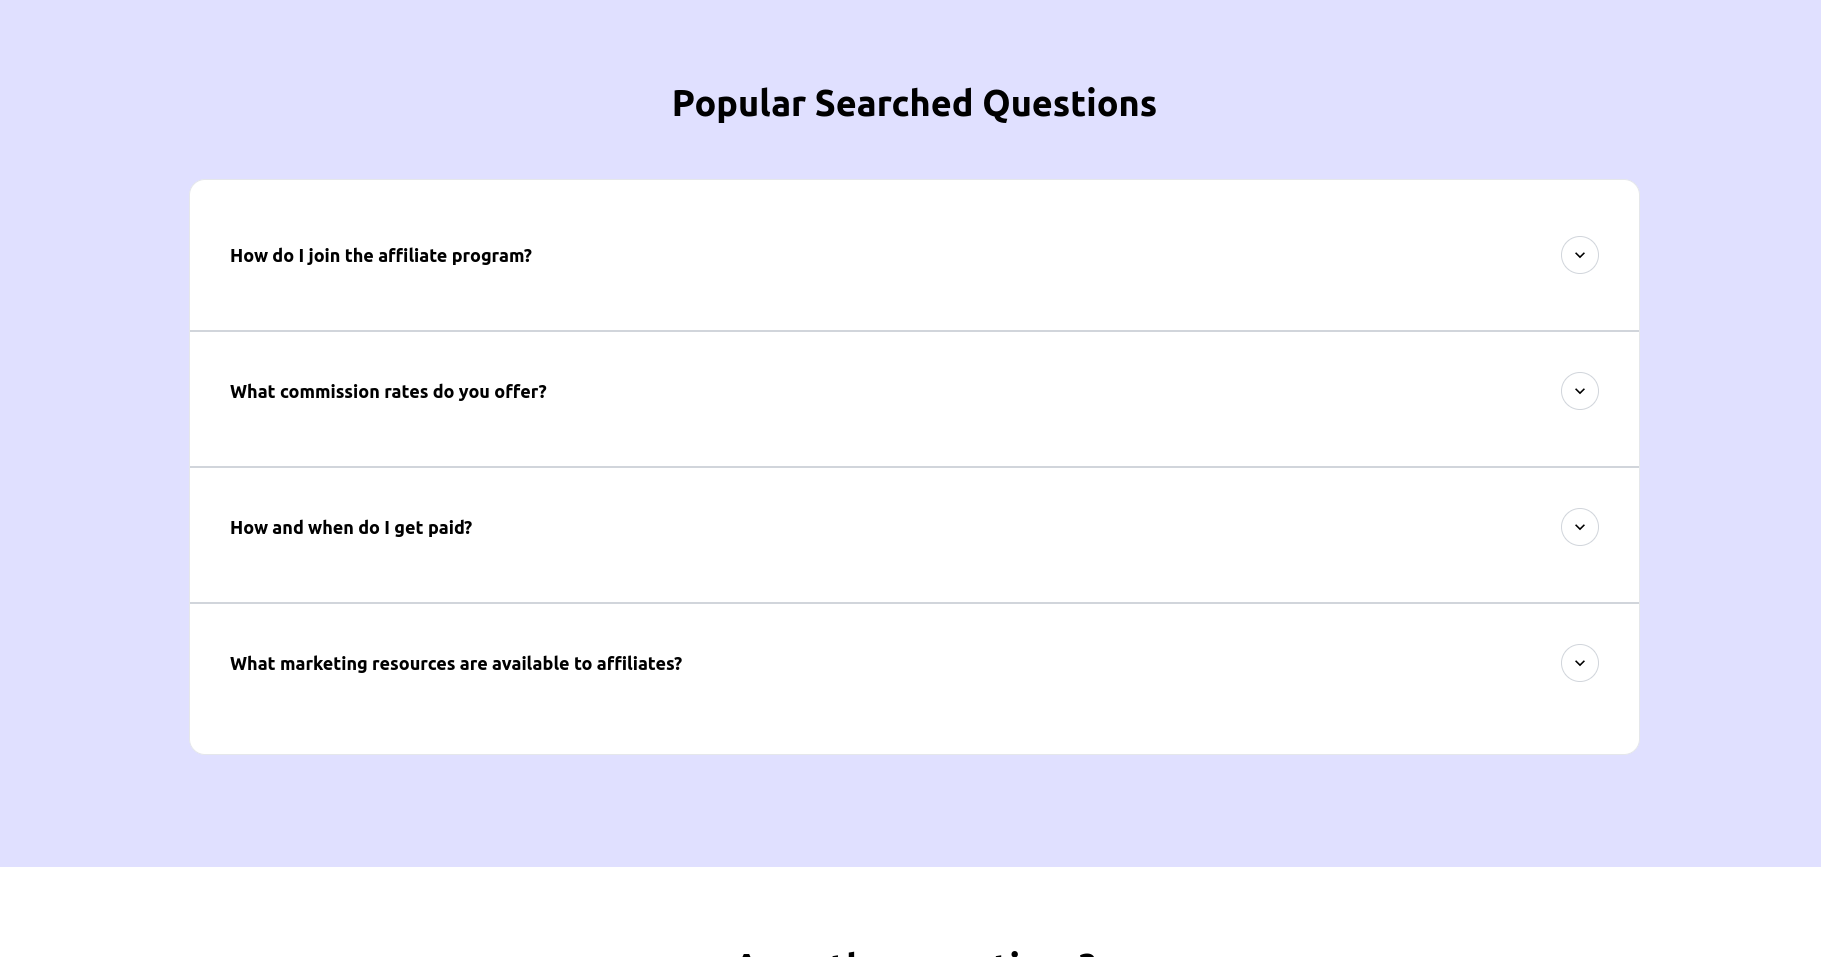 Popular Searched Questions
How do I join the affiliate program?
What commission rates do you offer?
How and when do I get paid?
What marketing resources are available to affiliates?